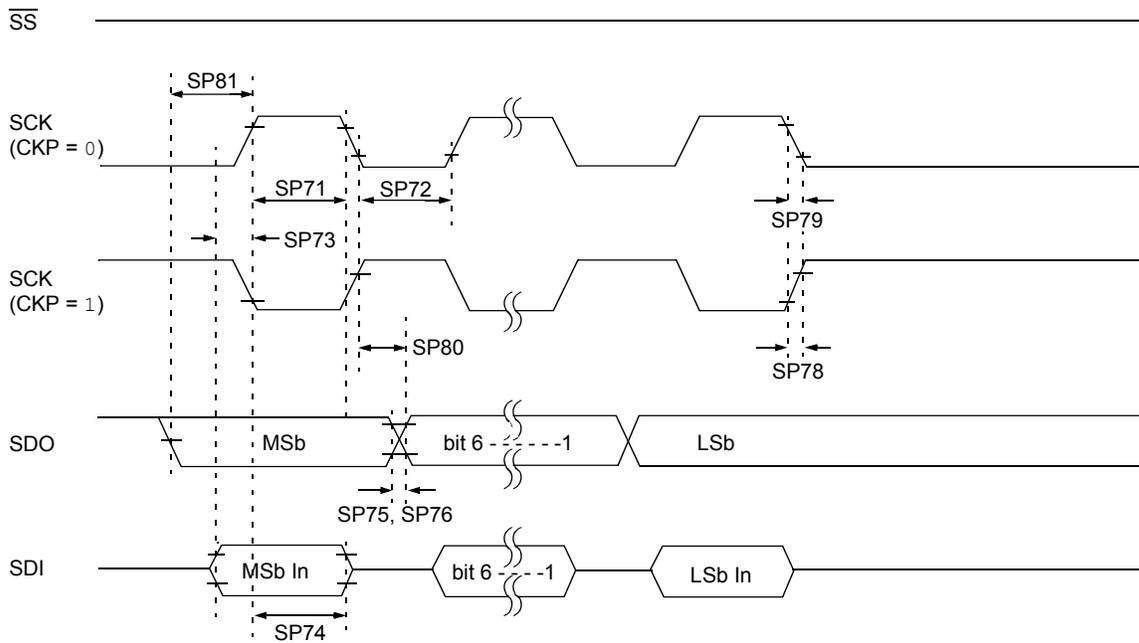 SS
SP81
SCK
(CKP = 0)
SP71
SP72
SP79
SP73
SCK
(CKP = 1)
SP80
SP78
SDO
MSb
bit 6 - - - - - -1
LSb
SP75, SP76
SDI
MSb In
bit 6 - - - - -1
LSb In
SP74